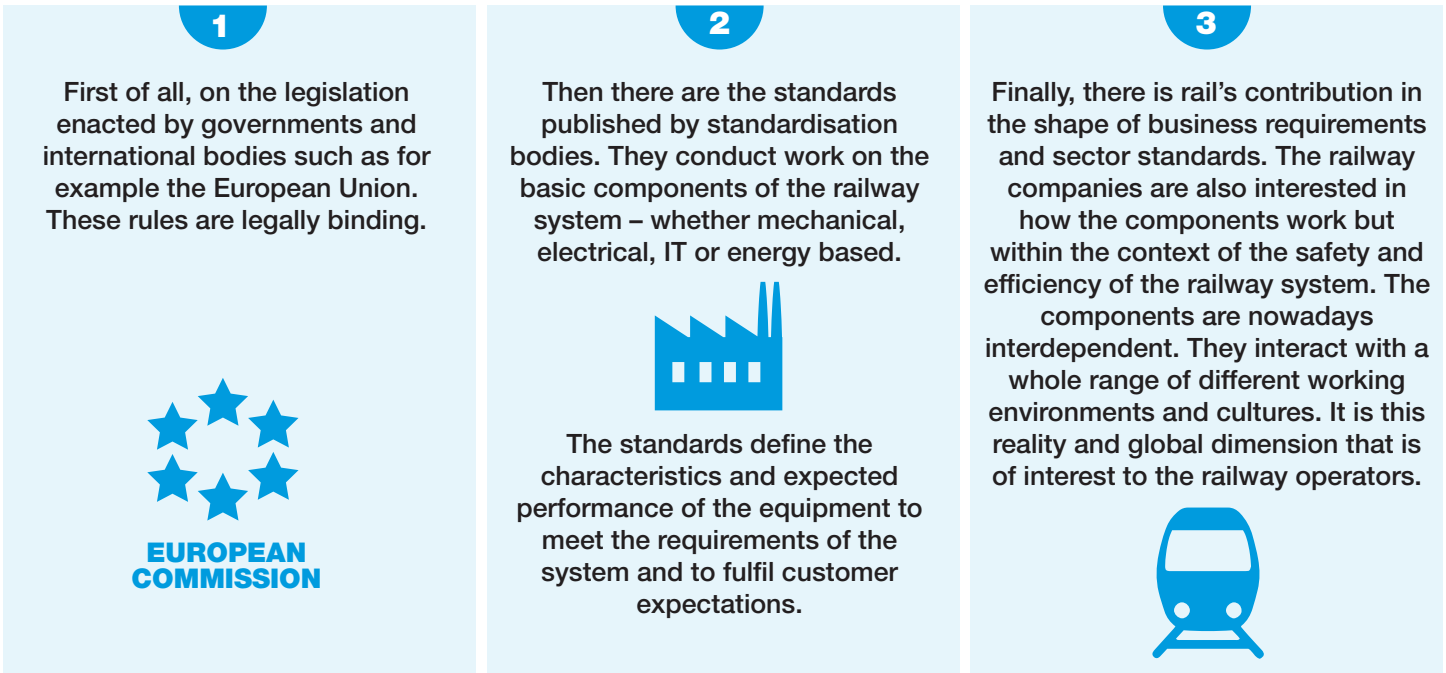 1
First of all, on the legislation
enacted by governments and
international bodies such as for
example the European Union.
These rules are legally binding.
EUROPEAN
COMMISSION
2
Then there are the standards
published by standardisation
bodies. They conduct work on the
basic components of the railway
system – whether mechanical,
electrical, IT or energy based.
The standards define the
characteristics and expected
performance of the equipment to
meet the requirements of the
system and to fulfil customer
expectations.
3
Finally, there is rail’s contribution in
the shape of business requirements
and sector standards. The railway
companies are also interested in
how the components work but
within the context of the safety and
efficiency of the railway system. The
components are nowadays
interdependent. They interact with a
whole range of different working
environments and cultures. It is this
reality and global dimension that is
of interest to the railway operators.